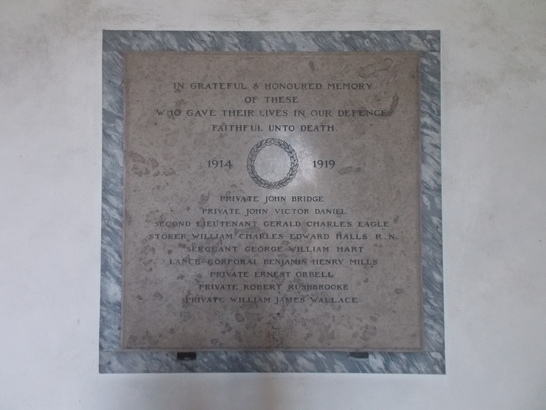 IN GRATEFUL & HONOURED MEMORY
OF THESE
WHO GAVE THEIR LIVES IN OUR DEFENCE
FAITHFUL UNTO DEATH
1914 1919
PRIVATE JOHN BRIDGE
PRIVATE JOHN VICTOR DANIEL
SECOND LIEUTENANT GERALD CHARLES EAGLE
STOKER WILLIAM CHARLES EDWARD HALLS R.N.
SERGEANT GEORGE WILLIAM HART
LANCE-CORPORAL BENJAMIN HENRY MILLS
PRIVATE ERNEST ORBELL
PRIVATE ROBERT RUSHBROOKE
PRIVATE WILLIAM JAMES WALLACE